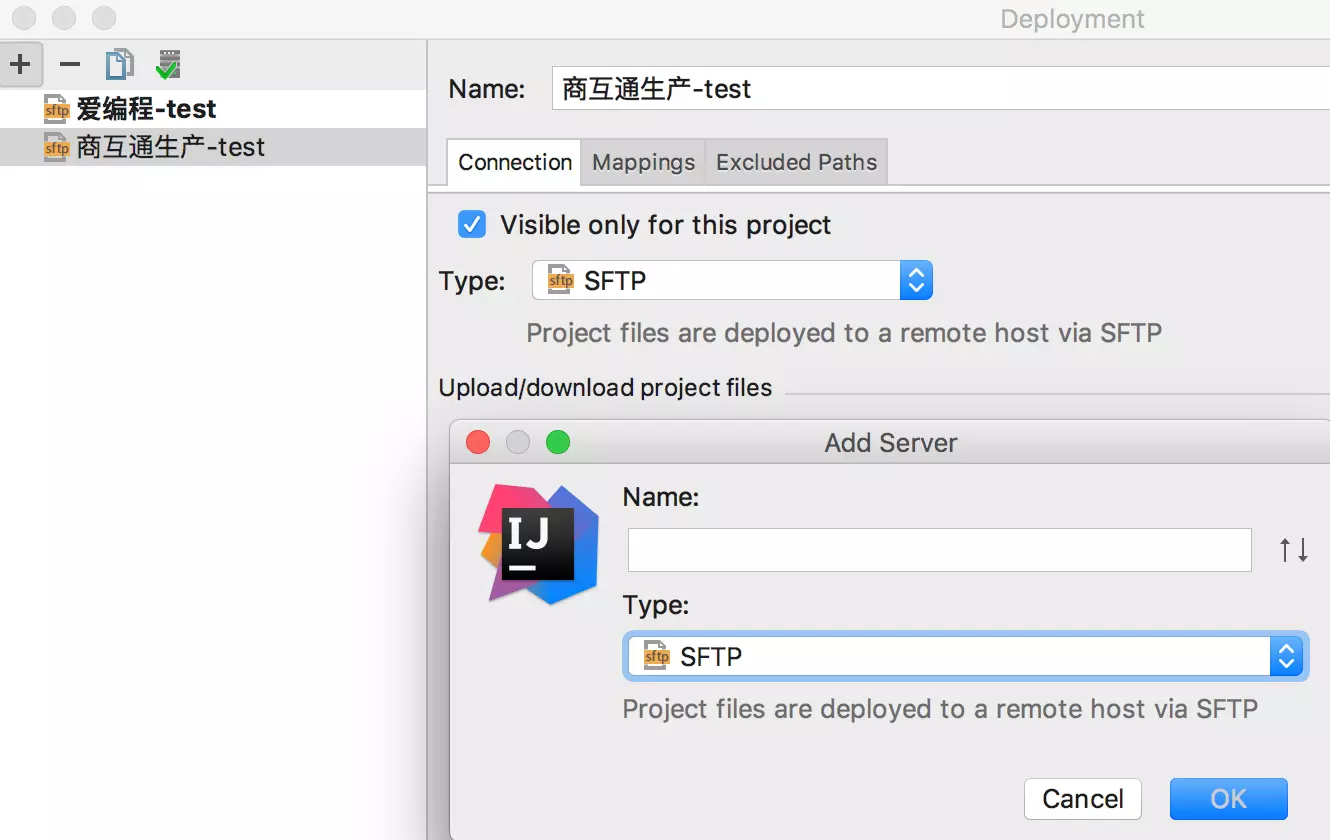 Deployment
爱编程-test
商互通生产-test
Name: 商互通生产-test
Connection Mappings Excluded Paths
Visible only for this project
Type: sftp SFTP
Project files are deployed to a remote host via SFTP
Upload/download project files
Add Server
IJ
Name:
Type:
sftp SFTP
Project files are deployed to a remote host via SFTP
Cancel OK